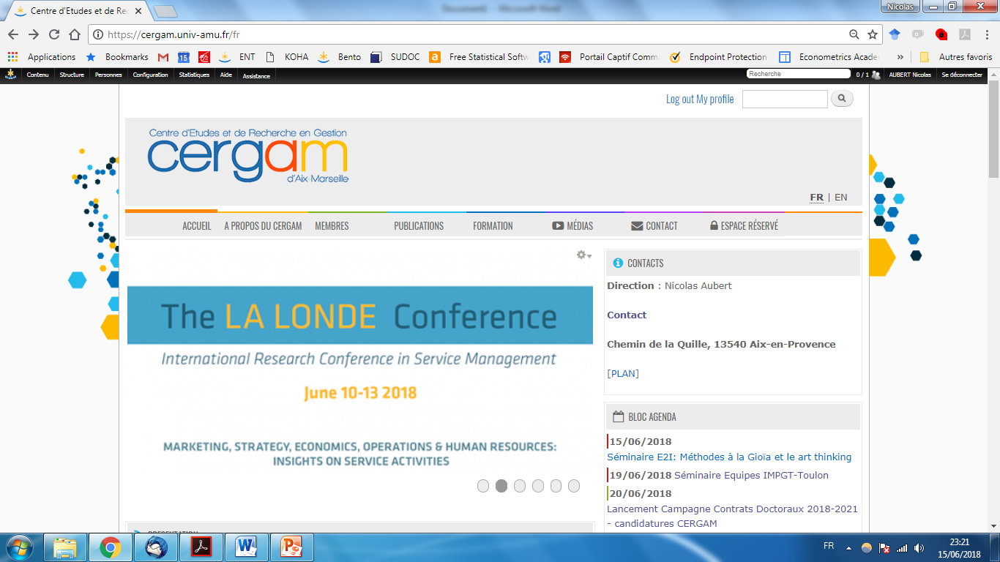 Document1 - Microsoft Word
Nicolas
Centre d'Etudes et de Rec
https://cergam.univ-amu.fr/fr
Applications
Bookmarks
15
ENT
KOHA
Bento
SUDOC
a
Free Statistical Softw
Portail Captif Comm
Endpoint Protection
Econometrics Acade
»
Autres favoris
Contenu
Structure
Personnes
Configuration
Statistiques
Aide
Assistance
Recherche
0 / 1
AUBERT Nicolas
Se déconnecter
Log out My profile
Centre d'Etudes et de Recherche en Gestion
cergam
d'Aix-Marseille
FR | EN
ACCUEIL
A PROPOS DU CERGAM
MEMBRES
PUBLICATIONS
FORMATION
MÉDIAS
CONTACT
ESPACE RÉSERVÉ
The LA LONDE Conference
International Research Conference in Service Management
June 10-13 2018
MARKETING, STRATEGY, ECONOMICS, OPERATIONS & HUMAN RESOURCES:
INSIGHTS ON SERVICE ACTIVITIES
PRESENTATION
CONTACTS
Direction : Nicolas Aubert
Contact
Chemin de la Quille, 13540 Aix-en-Provence
[PLAN]
BLOC AGENDA
15/06/2018
Séminaire E2I: Méthodes à la Gioïa et le art thinking
19/06/2018 Séminaire Equipes IMPGT-Toulon
20/06/2018
Lancement Campagne Contrats Doctoraux 2018-2021
- candidatures CERGAM
FR
23:21
15/06/2018